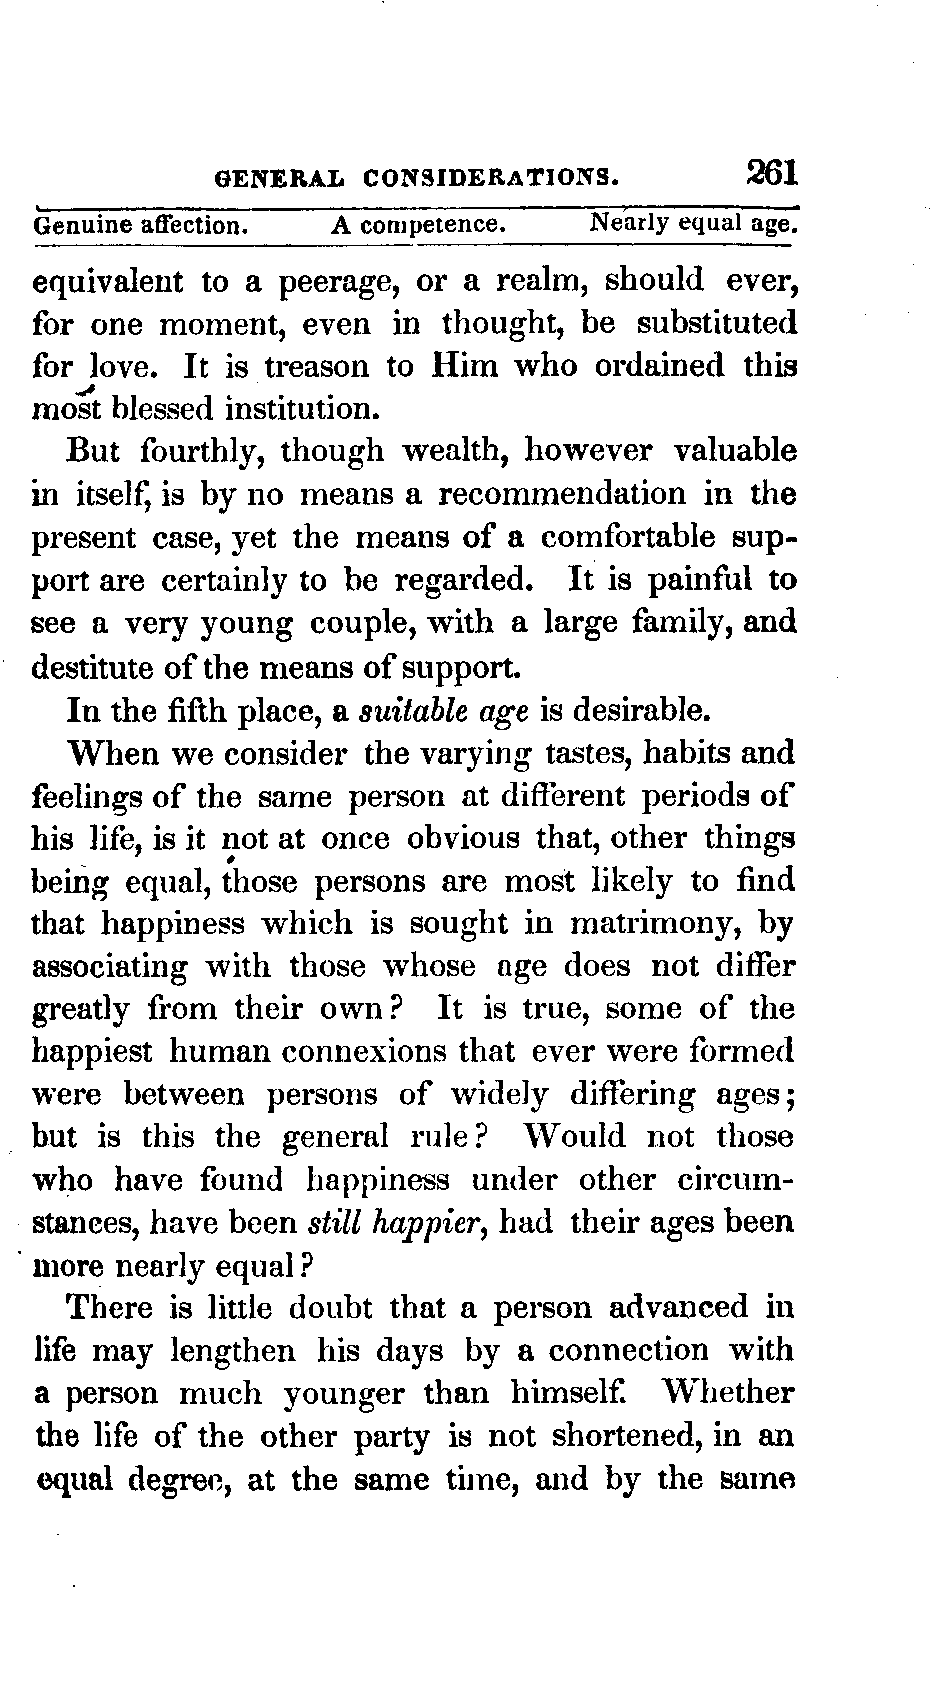 GENERAL CONSIDERATIONS. 261
Genuine affection. A competence. Nearly equal age.
equivalent to a peerage, or a realm, should ever,
for one moment, even in thought, be substituted
for love. It is treason to Him who ordained this
most blessed institution.
But fourthly, though wealth, however valuable
in itself, is by no means a recommendation in the
present case, yet the means of a comfortable sup-
port are certainly to be regarded. It is painful to
see a very young couple, with a large family, and
destitute of the means of support.
In the fifth place, a suitable age is desirable.
When we consider the varying tastes, habits and
feelings of the same person at different periods of
his life, is it not at once obvious that, other things
being equal, those persons are most likely to find
that happiness which is sought in matrimony, by
associating with those whose age does not differ
greatly from their own? It is true, some of the
happiest human connexions that ever were formed
were between persons of widely differing ages;
but is this the general rule? Would not those
who have found happiness under other circum-
stances, have been still happier, had their ages been
more nearly equal?
There is little doubt that a person advanced in
life may lengthen his days by a connection with
a person much younger than himself. Whether
the life of the other party is not shortened, in an
equal degree, at the same time, and by the same